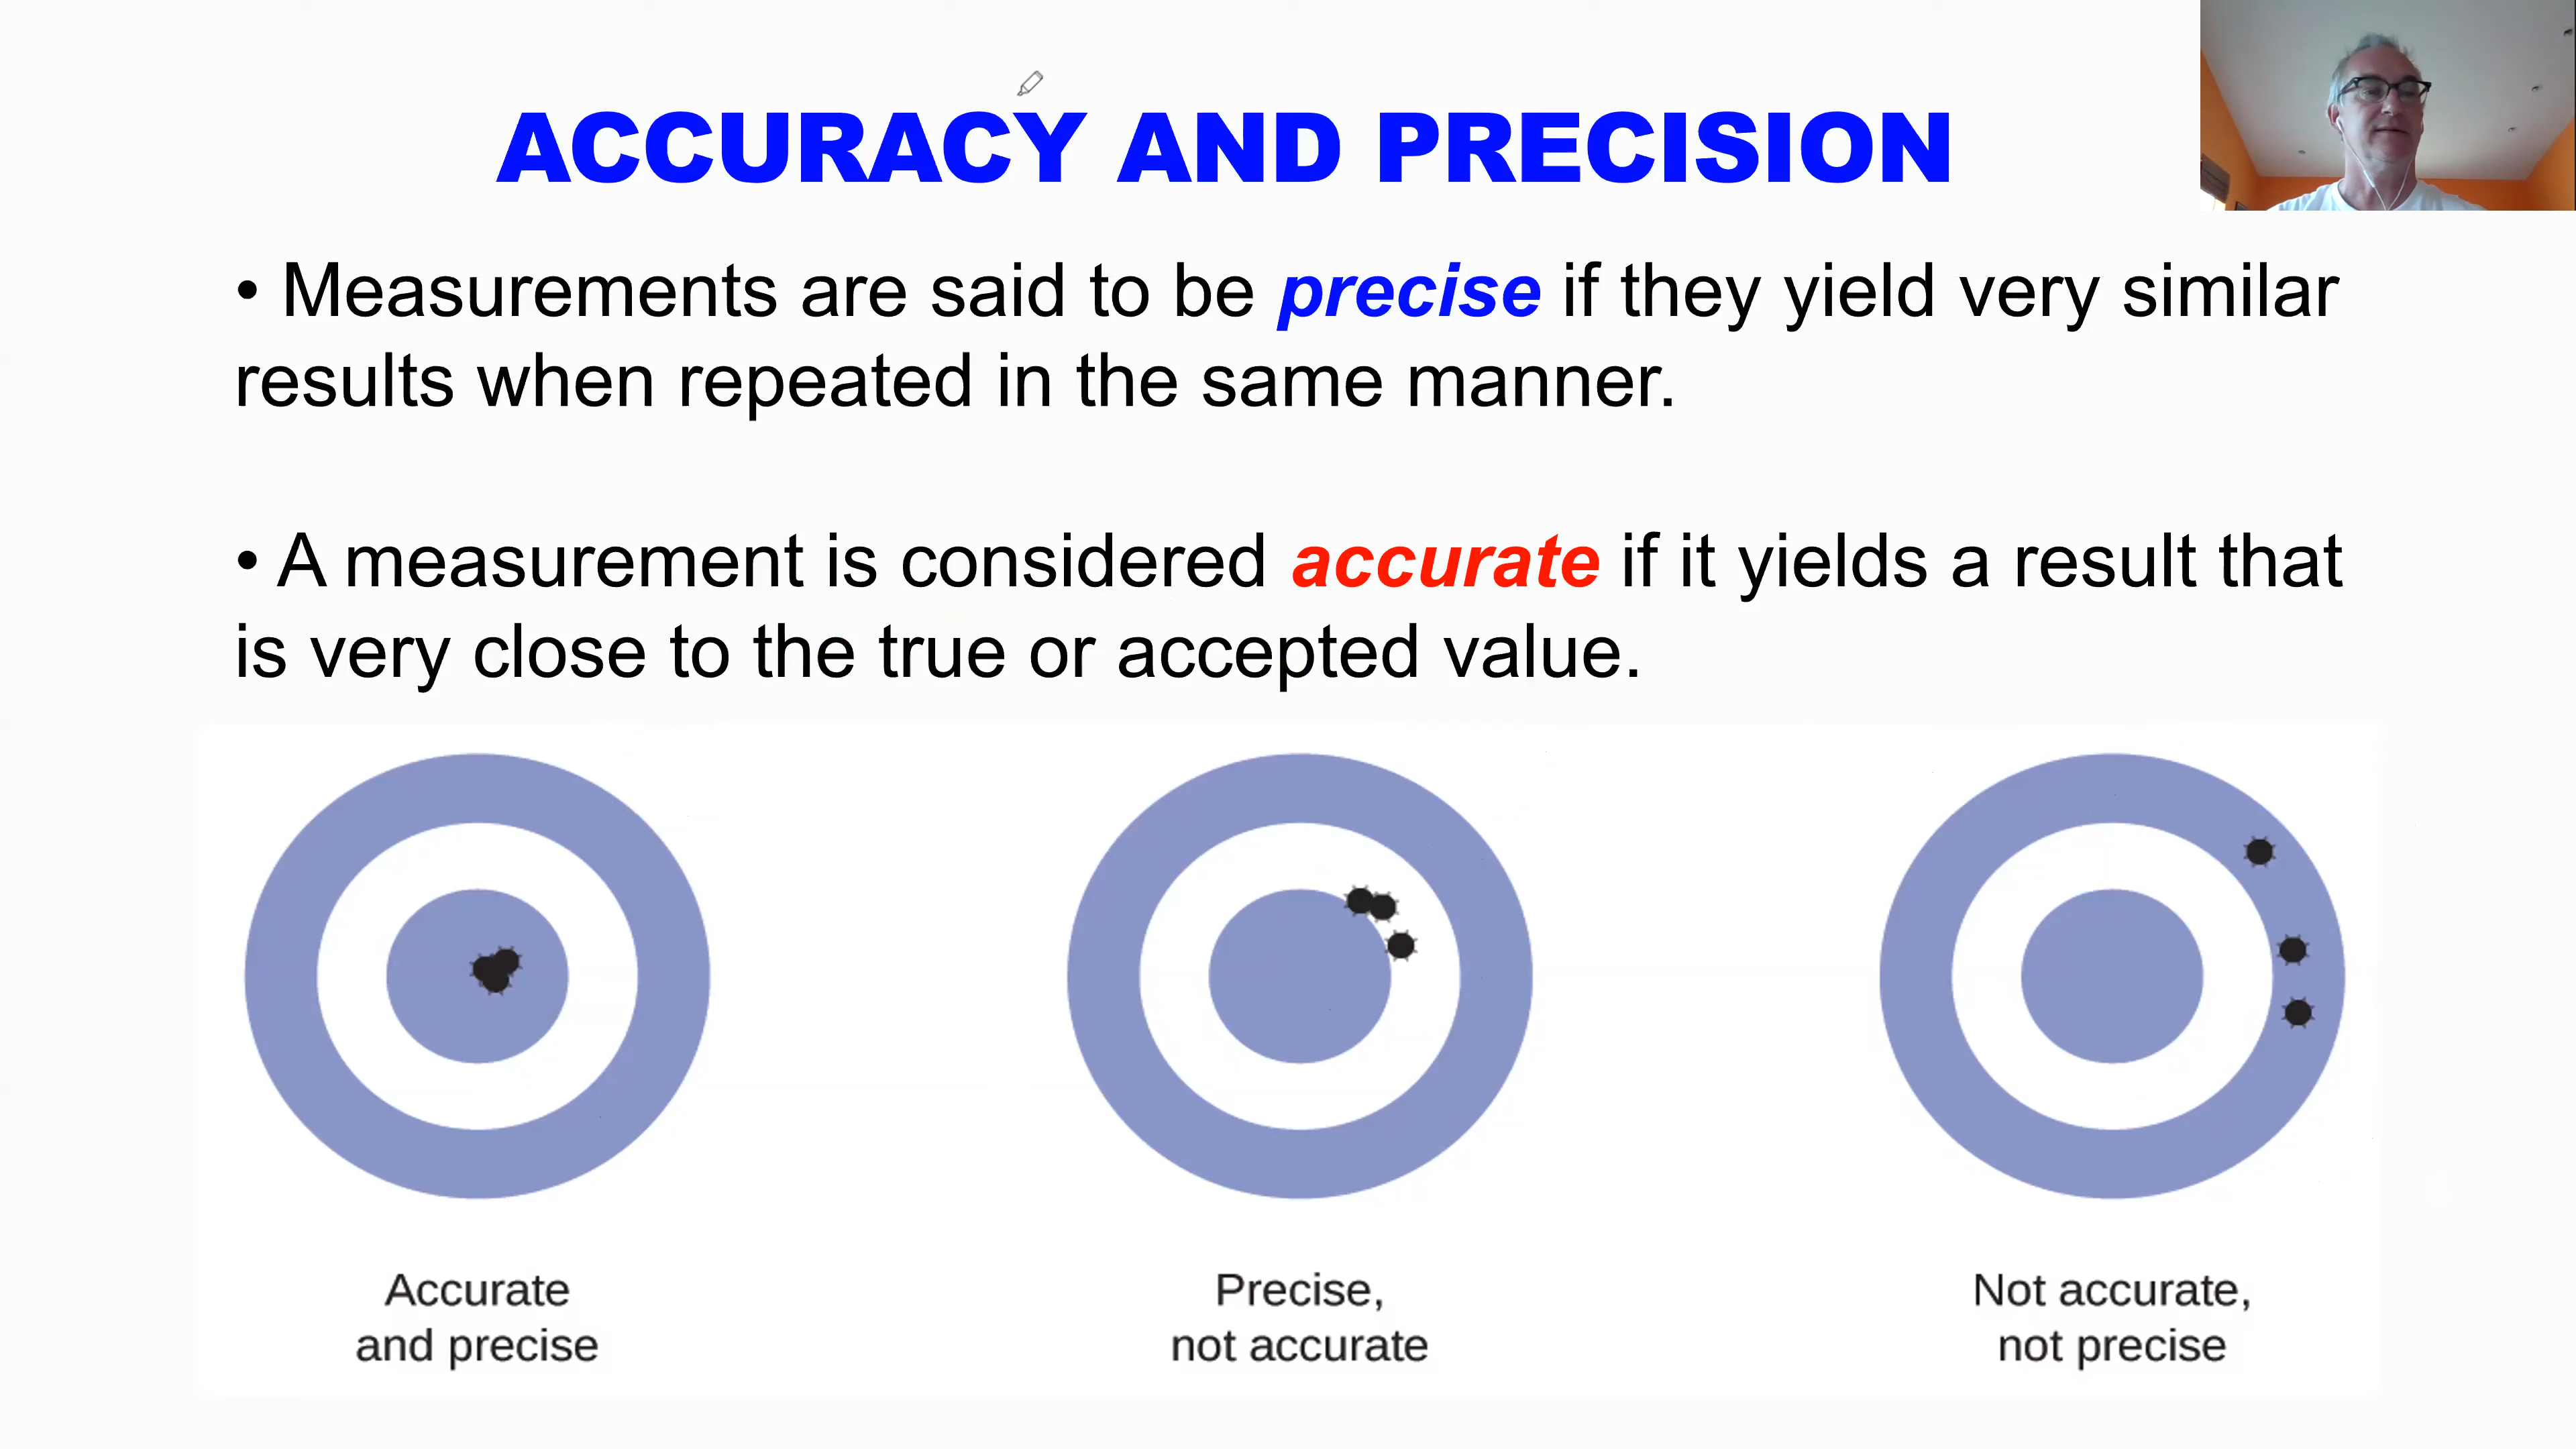 ACCURACY AND PRECISION
• Measurements are said to be precise if they yield very similar
results when repeated in the same manner.
• A measurement is considered accurate if it yields a result that
is very close to the true or accepted value.
Accurate
and precise
Precise,
not accurate
Not accurate,
not precise